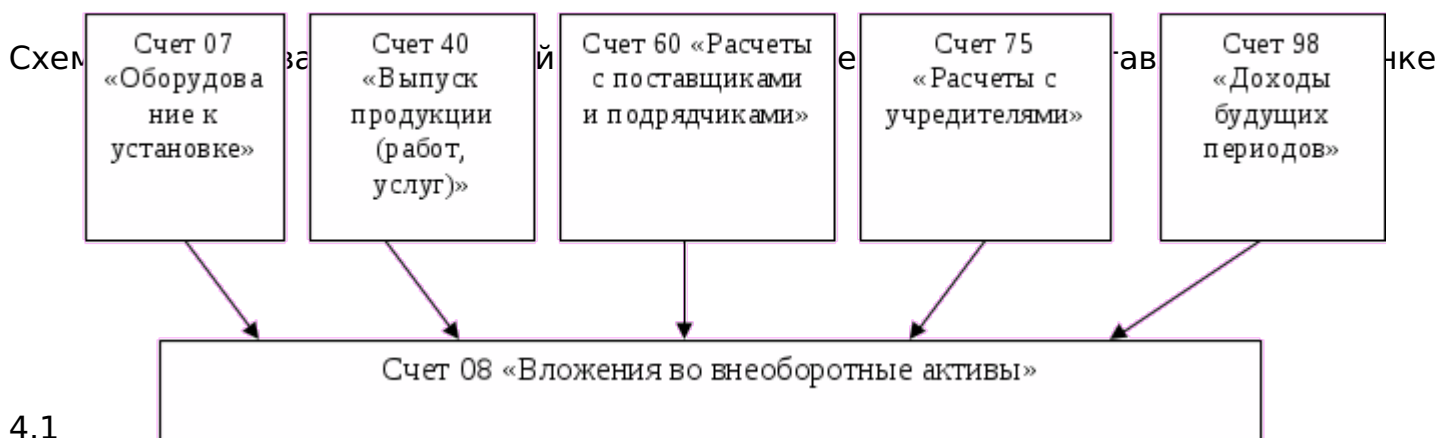 Счет 07
«Оборудова
ние к
установке»
Счет 40
«Выпуск
продукции
(работ,
услуг)»
Счет 60 «Расчеты
с поставщиками
и подрядчиками»
Счет 75
«Расчеты с
учредителями»
Счет 98
«Доходы
будущих
периодов»
Счет 08 «Вложения во внеоборотные активы»
4.1